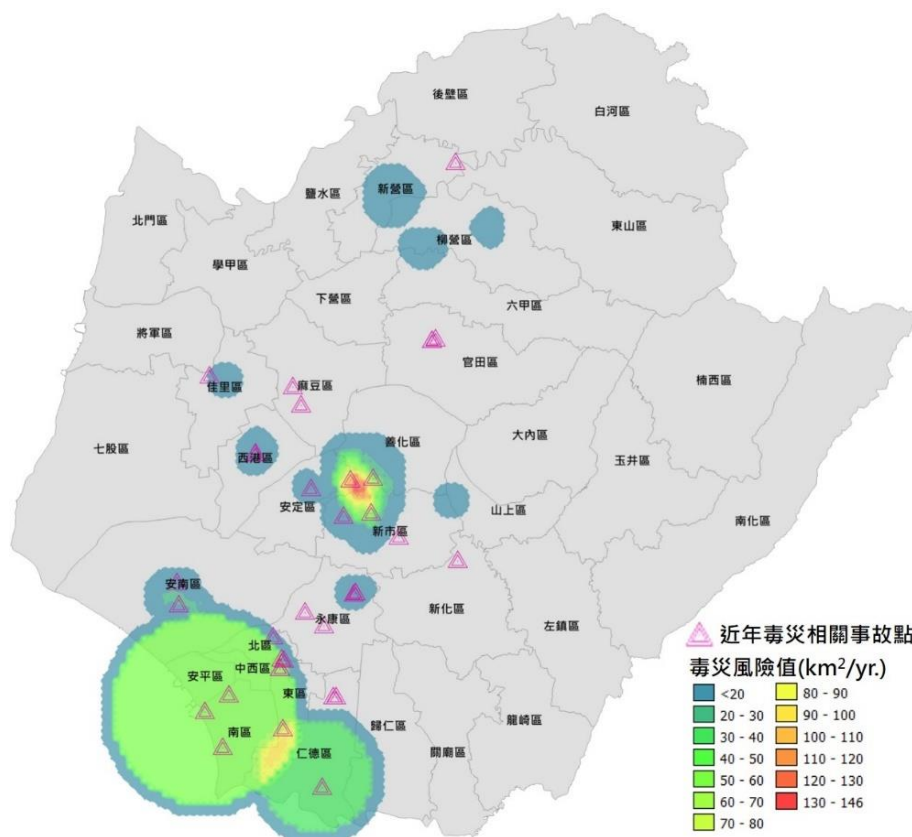 後壁區
白河區
新營區
鹽水區
北門區
東山區
柳營區
學甲區
下營區
六甲區
將軍區
官田區
楠西區
佳里區
麻豆區
七股區
善化區
大內區
西港區
玉井區
安定區
山上區
南化區
新市區
安南區
新化區
永康區
左鎮區
北區
中西區
安平區
東區
南區
歸仁區
龍崎區
仁德區
關廟區
近年毒災相關事故點
毒災風險值(km²/yr.)
<20
20 - 30
30 - 40
40 - 50
50 - 60
60 - 70
70 - 80
80 - 90
90 - 100
100 - 110
110 - 120
120 - 130
130 - 146